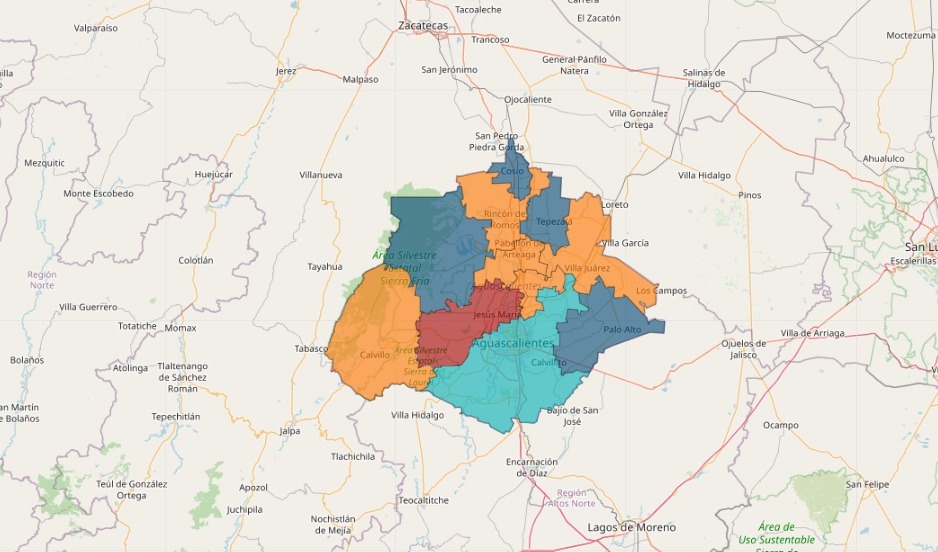 Carrera
Tacoaleche
El Zacatón
Valparaíso
Zacatecas
Moctezuma
Trancoso
General Pánfilo
Natera
San Jerónimo
Jerez
Malpaso
Salinas de
Hidalgo
Ojocaliente
Villa González
Ortega
San Pedro
Piedra Gorda
Mezquitic
Huejúcar
Villanueva
Cosío
Villa Hidalgo
Ahualulco
Monte Escobedo
Pinos
Loreto
Rincón de
Romos
Tepezalá
Villa García
Pabellón de
Arteaga
San Lu
Escalerillas
Colotlán
Área Silvestre
Estatal
Sierra Fría
Tayahua
Villa Juárez
Región
Norte
Aguascalientes
Los Campos
Villa Guerrero
Jesús María
Totatiche
Momax
Palo Alto
Villa de Arriaga
Tabasco
Calvillo
Área Silvestre
Estatal
Sierra de
Laurel
Aguascalientes
Calvillito
Ojuelos de
Jalisco
Bolaños
Atolinga
Tlaltenango
de Sánchez
Román
San Martín
de Bolaños
Tepechitlán
Villa Hidalgo
Bajío de San
José
Jalpa
Ocampo
Tlachichila
Encarnación
de Díaz
Teúl de González
Ortega
Apozol
San Felipe
Teocaltiche
Región
Altos Norte
Juchipila
Nochistlán
de Mejía
Lagos de Moreno
Área de
Uso Sustentable
Sierra de